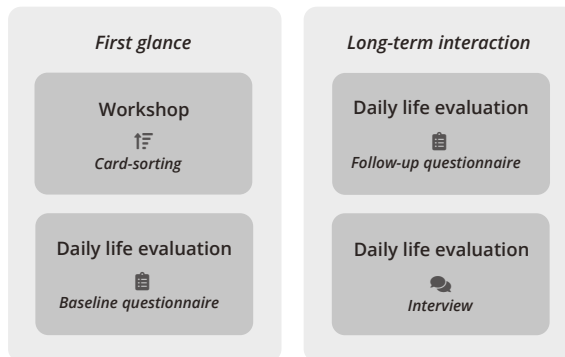 First glance
Workshop
Card-sorting
Daily life evaluation
Baseline questionnaire
Long-term interaction
Daily life evaluation
Follow-up questionnaire
Daily life evaluation
Interview